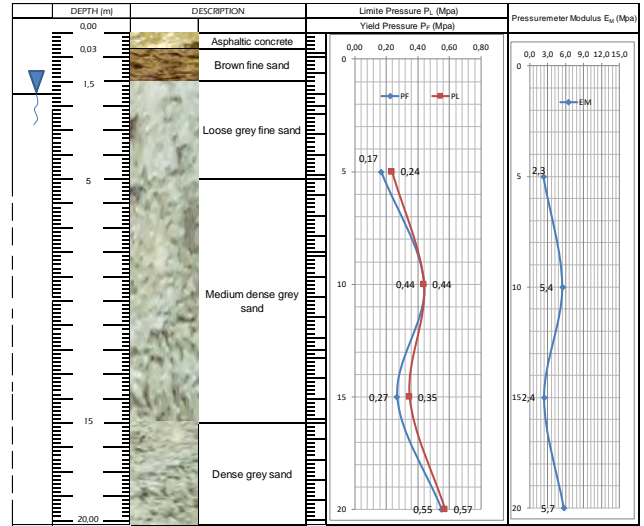 DEPTH (m)
DESCRIPTION
Limite Pressure PL (Mpa)
Yield Pressure PF (Mpa)
Pressuremeter Modulus EM (Mpa)
0,00
0,03
1,5
5
15
20,00
Asphaltic concrete
Brown fine sand
Loose grey fine sand
Medium dense grey
sand
Dense grey sand
0,00 0,20 0,40 0,60 0,80
0
5
10
15
20
PF PL
0,17
0,24
0,44 0,44
0,27 0,35
0,55 0,57
0,0 3,0 6,0 9,0 12,0 15,0
0
5
10
15
20
EM
2,3
5,4
2,4
5,7